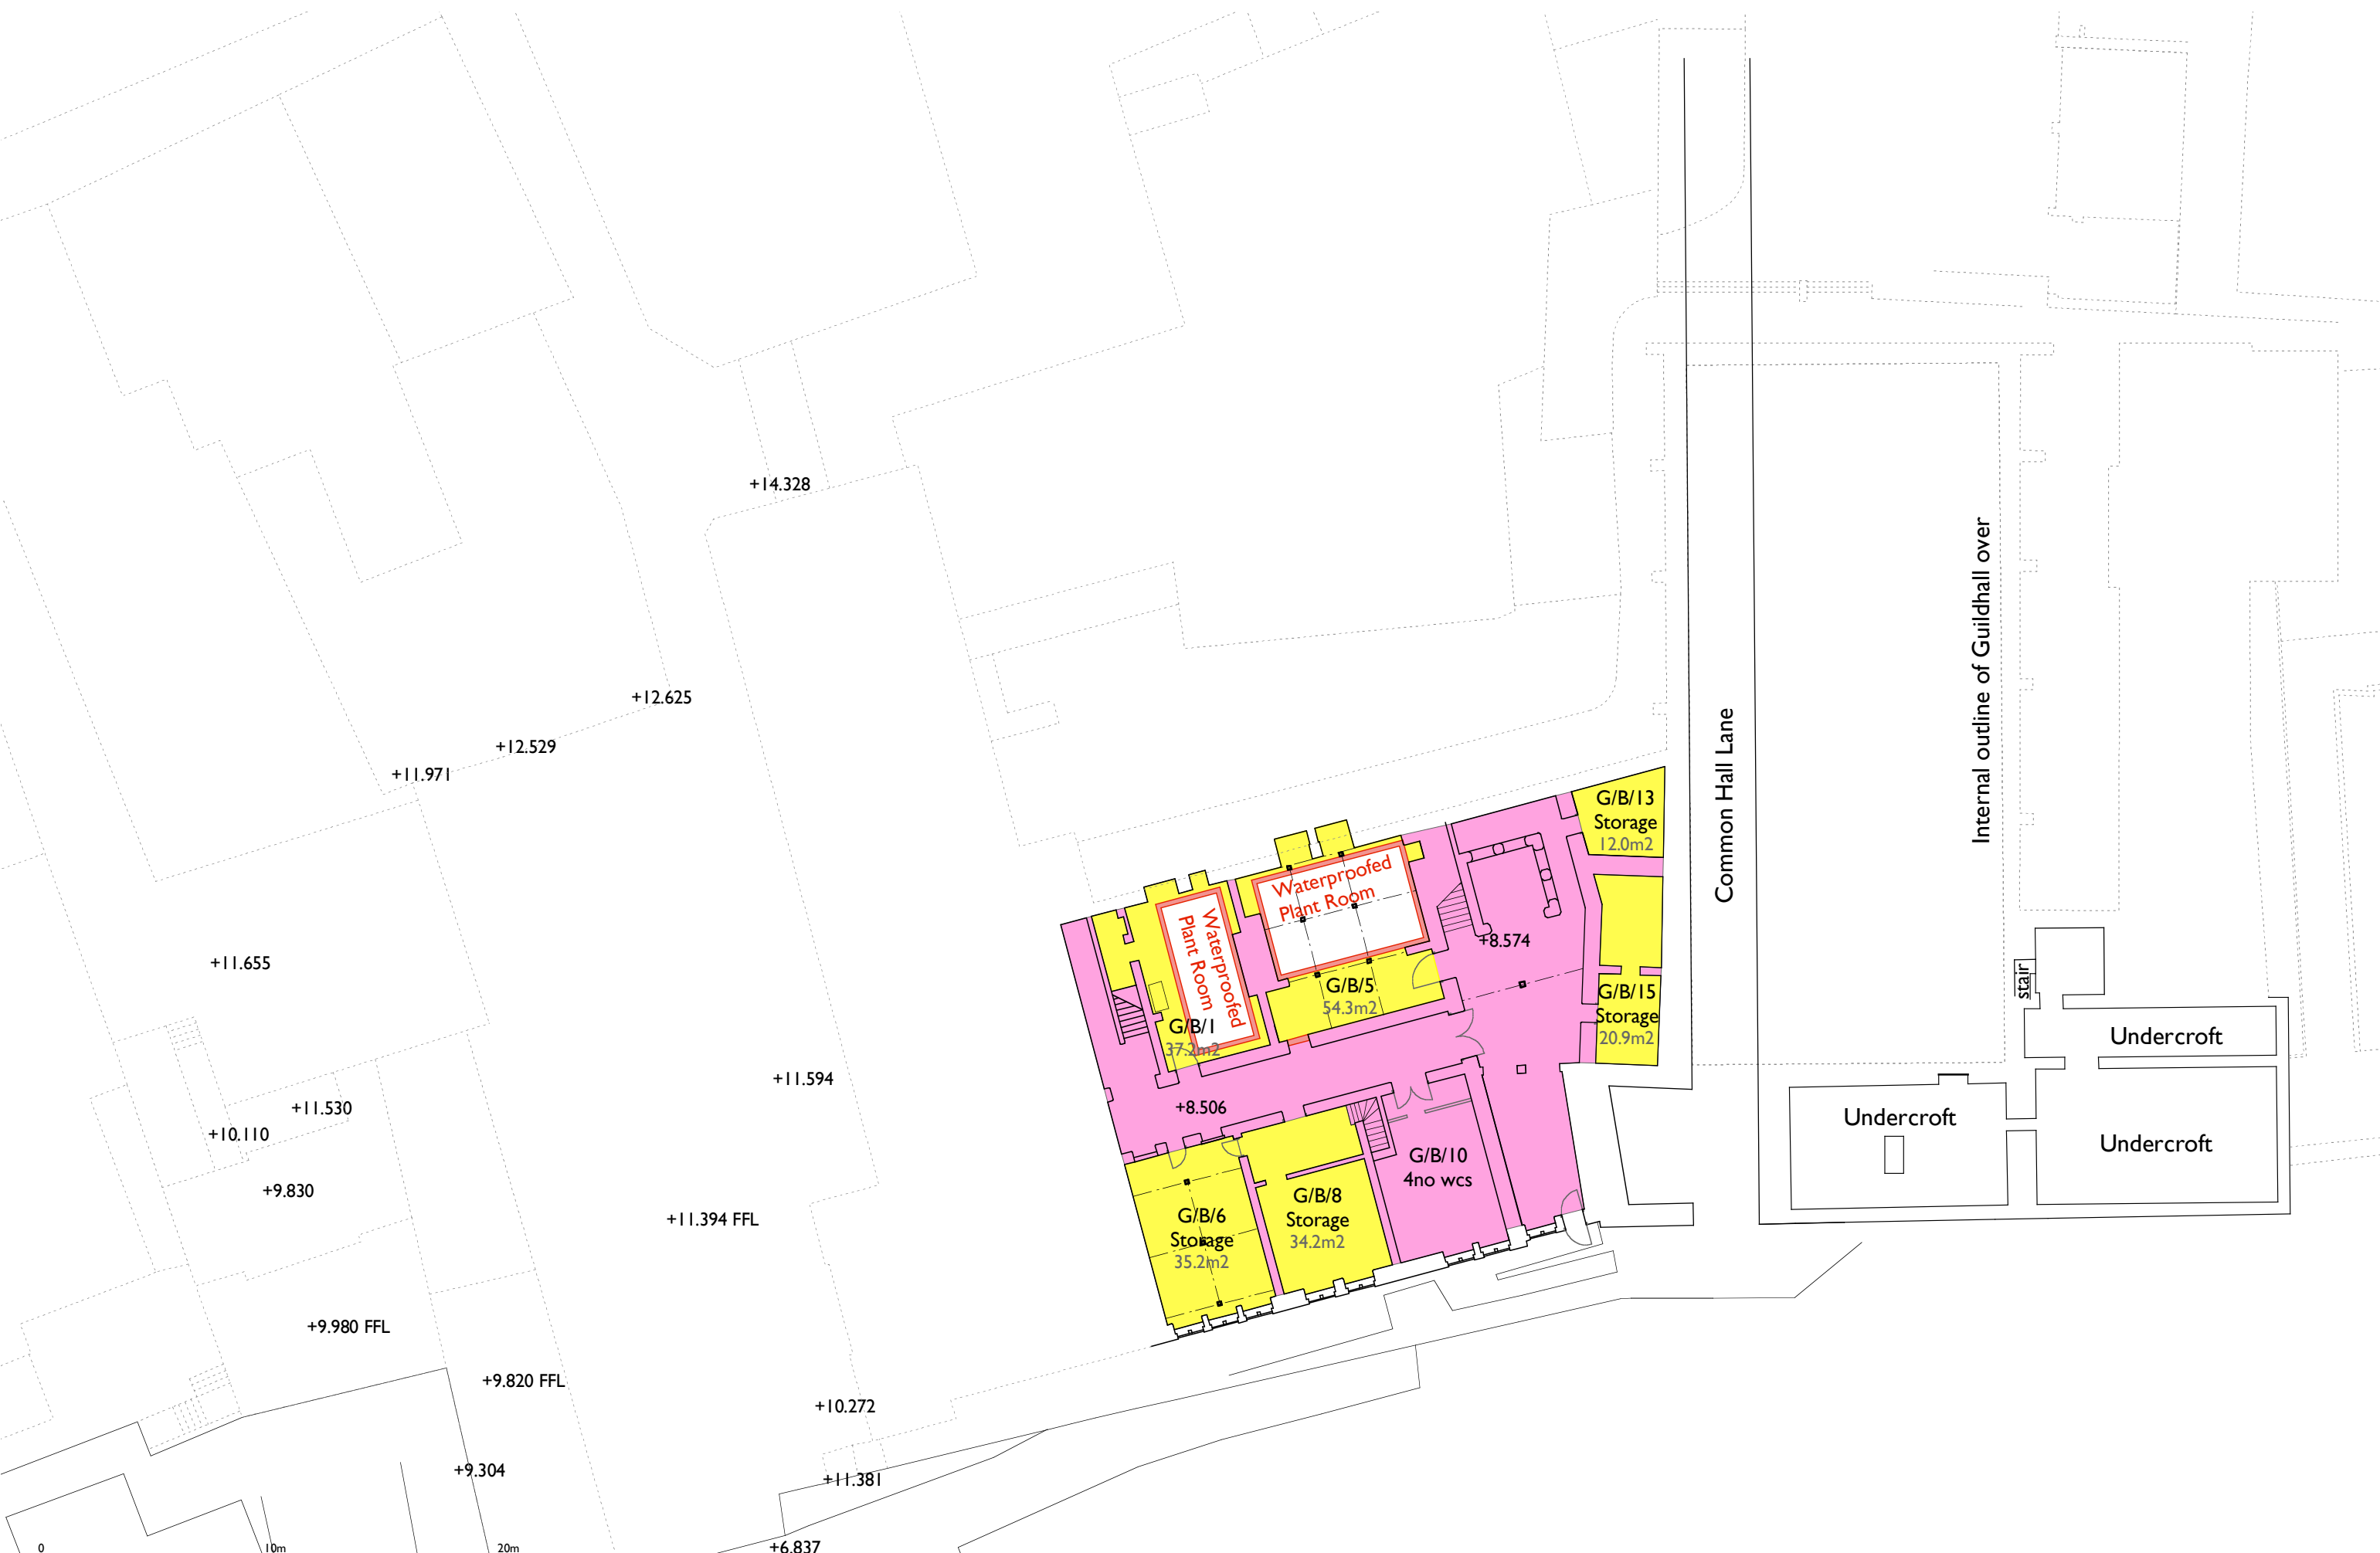 +14.328
+12.625
+12.529
+11.971
Common Hall Lane
Internal outline of Guildhall over
G/B/13
Storage
12.0m2
Waterproofed
Plant Room
Waterproofed
Plant Room
+8.574
+11.655
G/B/5
54.3m2
G/B/15
Storage
20.9m2
stair
G/B/1
37.2m2
Undercroft
+11.594
+11.530
+8.506
Undercroft
+10.110
Undercroft
G/B/10
4no wcs
+9.830
G/B/8
Storage
34.2m2
G/B/6
Storage
35.2m2
+11.394 FFL
+9.980 FFL
+9.820 FFL
+10.272
+9.304
+11.381
+6.837
0 10m 20m